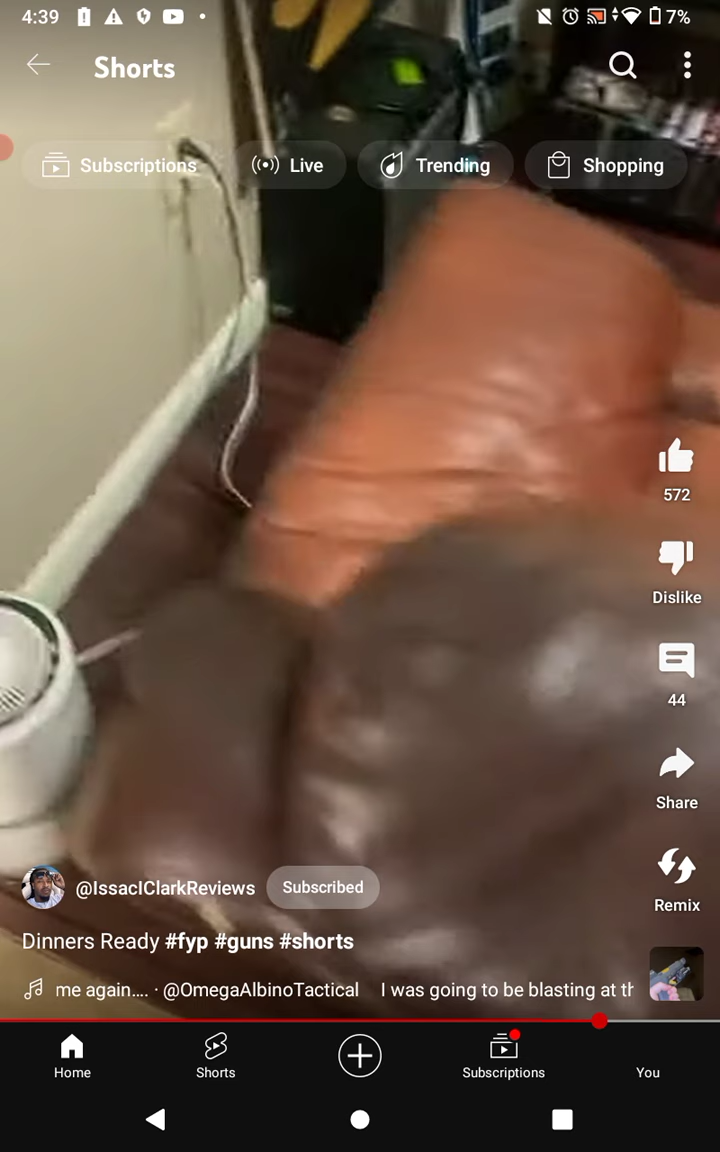 4:39 7%
Shorts
Subscriptions Live Trending Shopping
572
Dislike
44
Share
@IssacIClarkReviews Subscribed
Remix
Dinners Ready #fyp #guns #shorts
me again.... · @OmegaAlbinoTactical I was going to be blasting at th
Home Shorts Subscriptions You